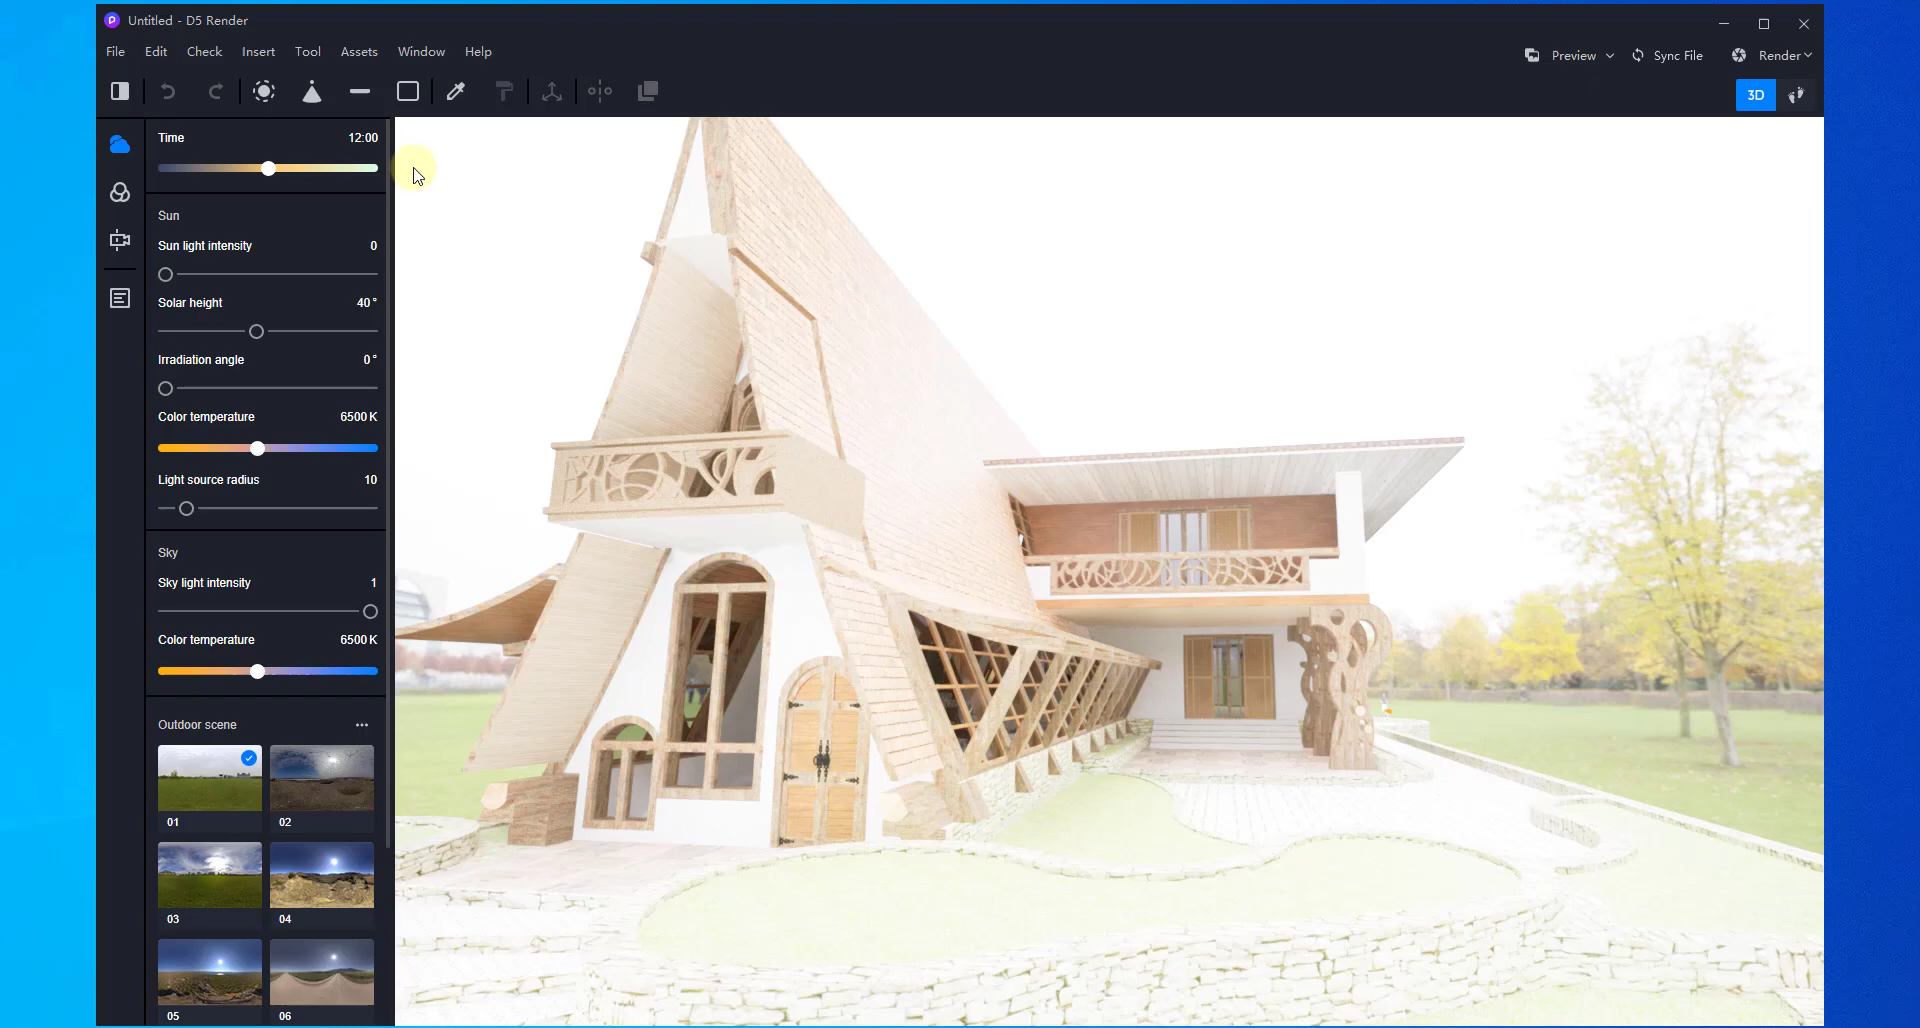 Untitled - D5 Render
File Edit Check Insert Tool Assets Window Help
Preview Sync File Render
3D
Time 12:00
Sun
Sun light intensity 0
Solar height 40°
Irradiation angle 0°
Color temperature 6500 K
Light source radius 10
Sky
Sky light intensity 1
Color temperature 6500 K
Outdoor scene ...
01 02
03 04
05 06